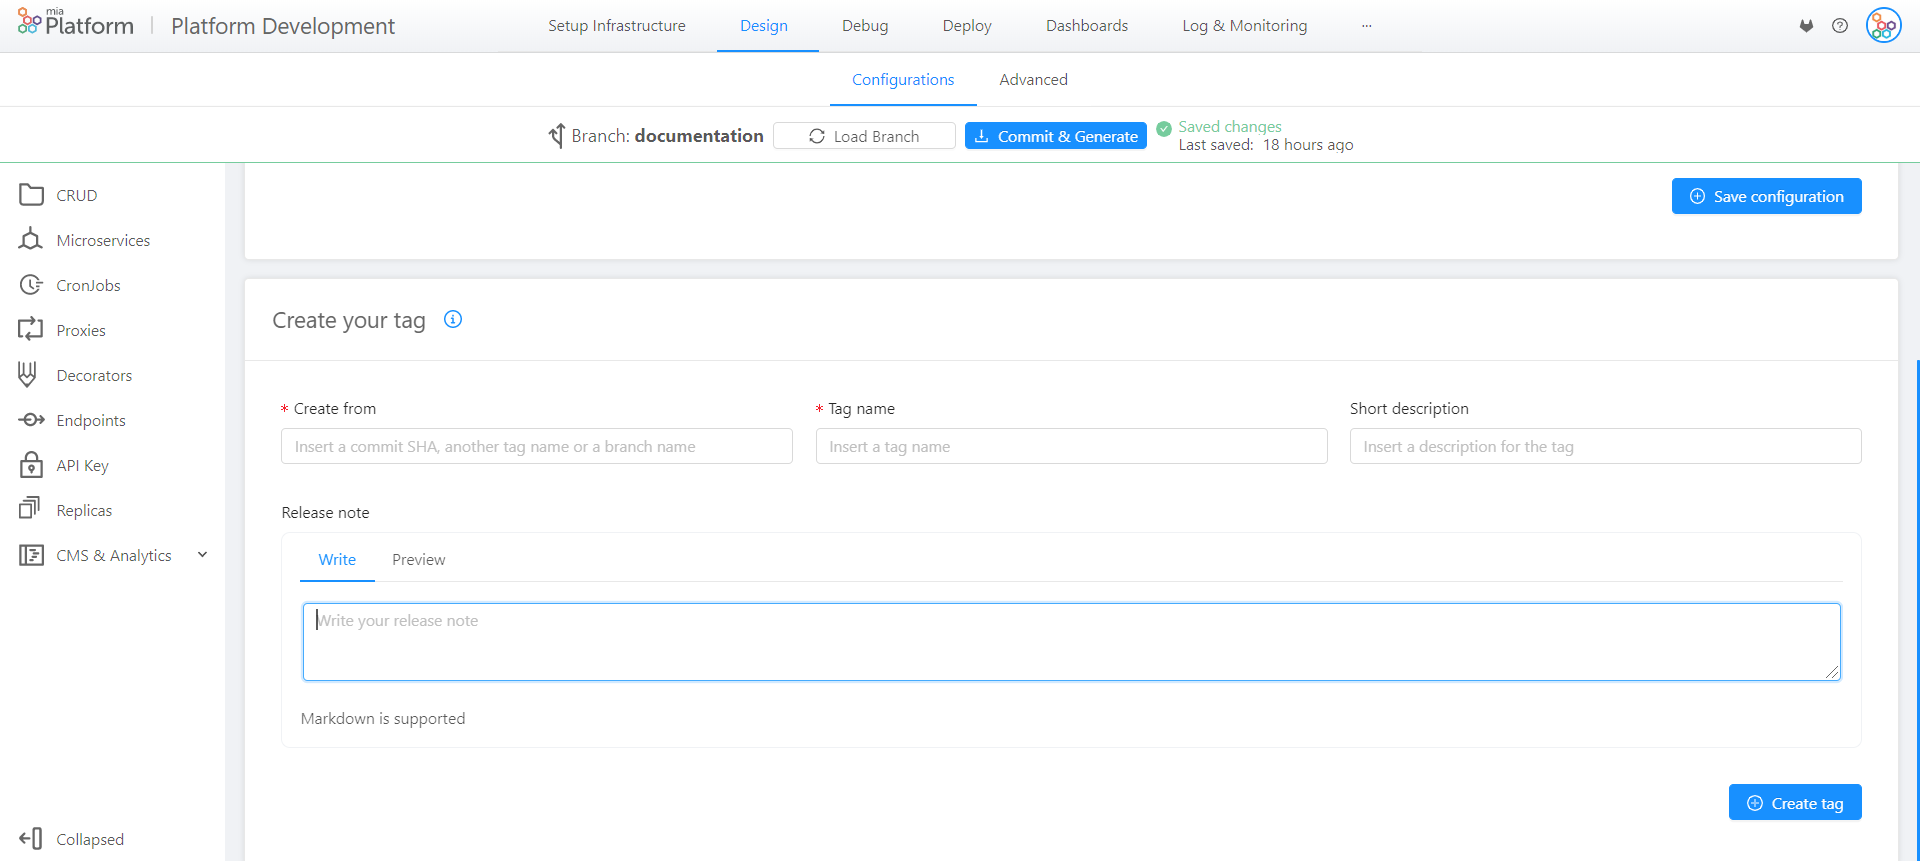 mia
Platform
Platform Development
Setup Infrastructure
Design
Debug
Deploy
Dashboards
Log & Monitoring
...
Configurations
Advanced
Branch: documentation
Load Branch
Commit & Generate
Saved changes
Last saved: 18 hours ago
CRUD
Microservices
CronJobs
Proxies
Decorators
Endpoints
API Key
Replicas
CMS & Analytics
Collapsed
Save configuration
Create your tag
* Create from
* Tag name
Short description
Insert a commit SHA, another tag name or a branch name
Insert a tag name
Insert a description for the tag
Release note
Write
Preview
Write your release note
Markdown is supported
Create tag